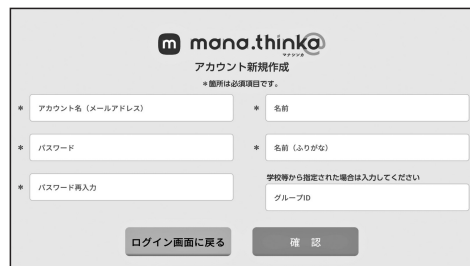 m mana.think@
マナシンカ
アカウント新規作成
*箇所は必須項目です。
* アカウント名（メールアドレス）
* 名前
* パスワード
* 名前（ふりがな）
* パスワード再入力
学校等から指定された場合は入力してください
グループID
ログイン画面に戻る
確 認